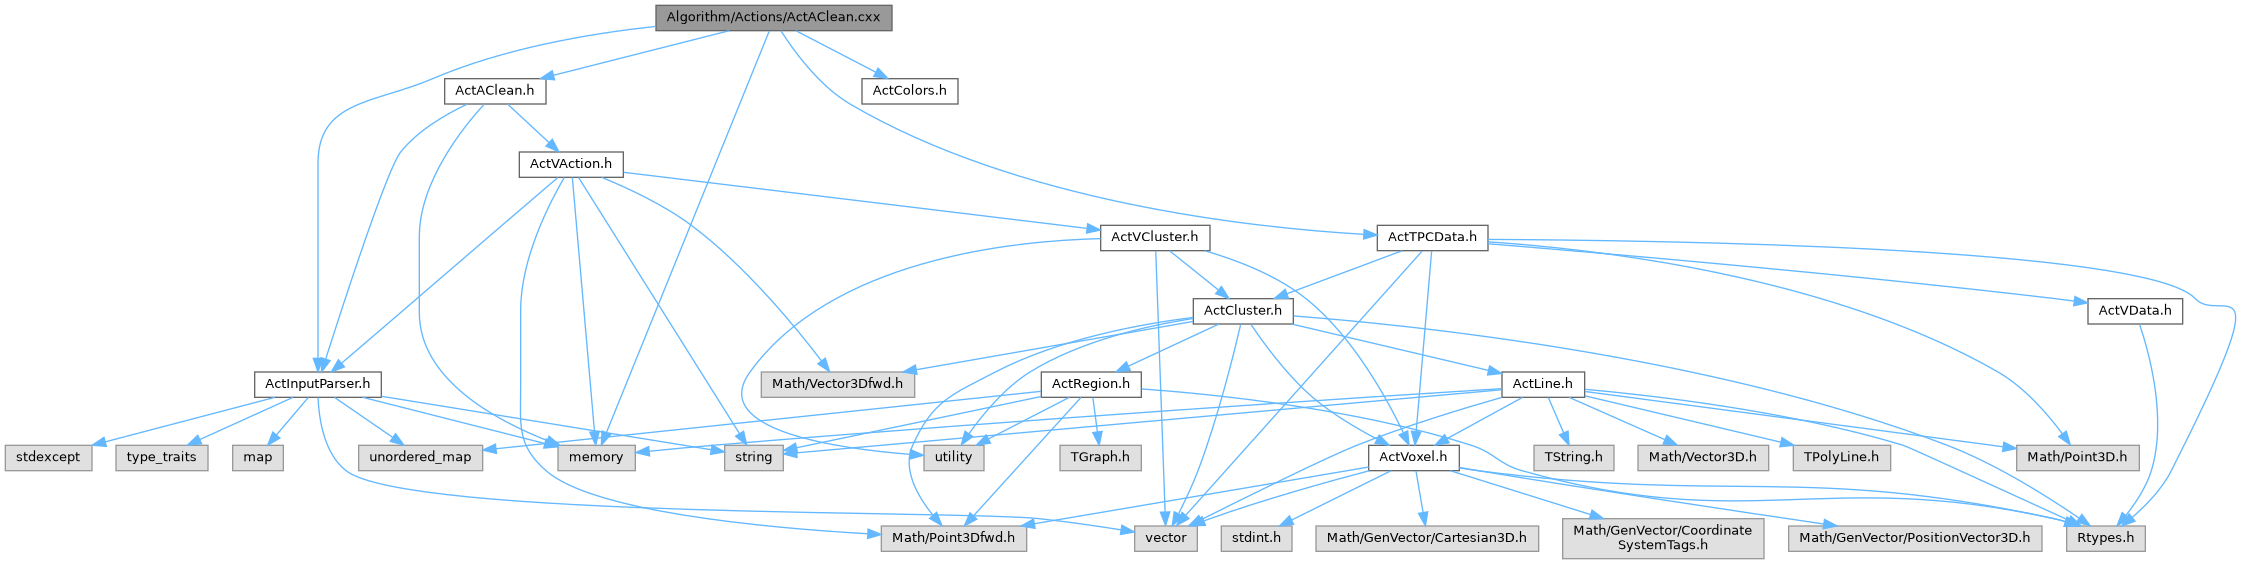 Algorithm/Actions/ActAClean.cxx
ActAClean.h
ActColors.h
ActVAction.h
ActVCluster.h
ActTPCData.h
ActCluster.h
ActVData.h
ActInputParser.h
Math/Vector3Dfwd.h
ActRegion.h
ActLine.h
stdexcept
type_traits
map
unordered_map
memory
string
utility
TGraph.h
ActVoxel.h
TString.h
Math/Vector3D.h
TPolyLine.h
Math/Point3D.h
Math/Point3Dfwd.h
vector
stdint.h
Math/GenVector/Cartesian3D.h
Math/GenVector/Coordinate
SystemTags.h
Math/GenVector/PositionVector3D.h
Rtypes.h